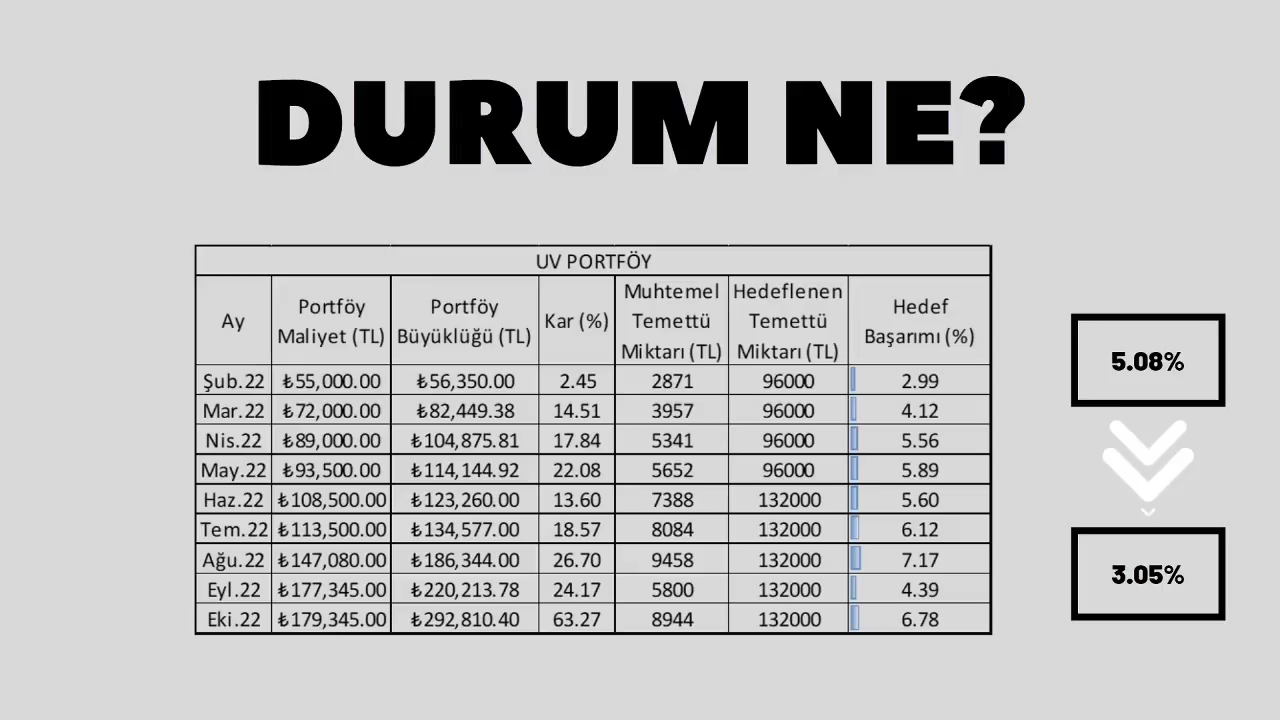 DURUM NE?
UV PORTFÖY
Ay Portföy Maliyet (TL) Portföy Büyüklüğü (TL) Kar (%) Muhtemel Temettü Miktarı (TL) Hedeflenen Temettü Miktarı (TL) Hedef Başarımı (%)
Şub.22 ₺55,000.00 ₺56,350.00 2.45 2871 96000 2.99
Mar.22 ₺72,000.00 ₺82,449.38 14.51 3957 96000 4.12
Nis.22 ₺89,000.00 ₺104,875.81 17.84 5341 96000 5.56
May.22 ₺93,500.00 ₺114,144.92 22.08 5652 96000 5.89
Haz.22 ₺108,500.00 ₺123,260.00 13.60 7388 132000 5.60
Tem.22 ₺113,500.00 ₺134,577.00 18.57 8084 132000 6.12
Ağu.22 ₺147,080.00 ₺186,344.00 26.70 9458 132000 7.17
Eyl.22 ₺177,345.00 ₺220,213.78 24.17 5800 132000 4.39
Eki.22 ₺179,345.00 ₺292,810.40 63.27 8944 132000 6.78
5.08%
3.05%